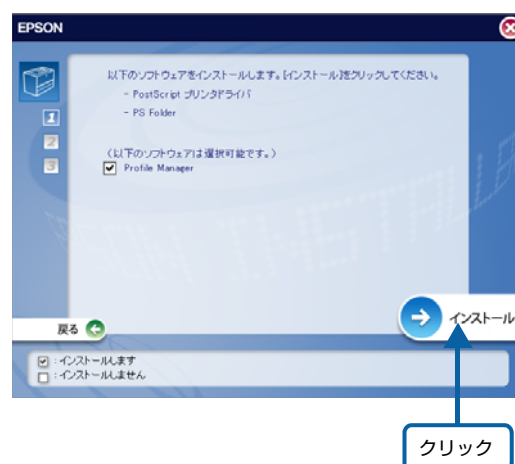 EPSON
以下のソフトウェアをインストールします。[インストール]をクリックしてください。
- PostScript プリンタドライバ
- PS Folder
1
2
3
(以下のソフトウェアは選択可能です。)
Profile Manager
戻る
インストール
:インストールします
:インストールしません
クリック